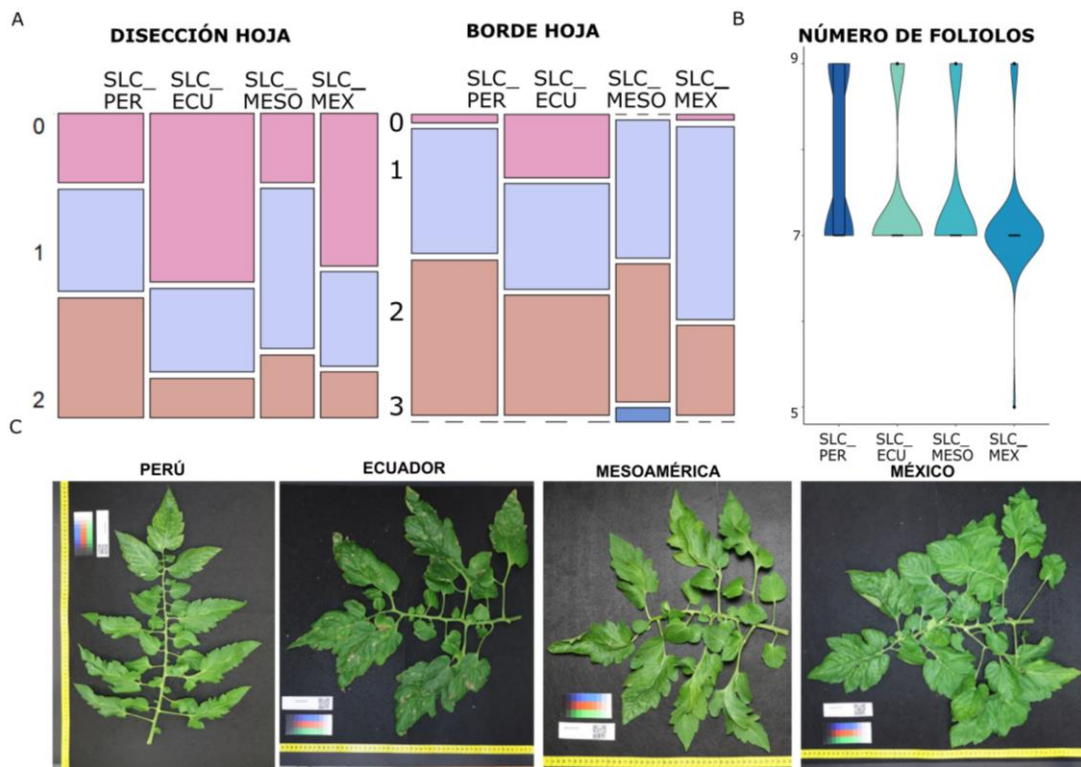 A
DISECCIÓN HOJA
SLC_ SLC_ SLC_ SLC_
PER ECU MESO MEX
0
1
2
BORDE HOJA
SLC_ SLC_ SLC_ SLC_
PER ECU MESO MEX
0
1
2
3
B
NÚMERO DE FOLIOLOS
9
7
5
SLC_ SLC_ SLC_ SLC_
PER ECU MESO MEX
C
PERÚ
ECUADOR
MESOAMÉRICA
MÉXICO